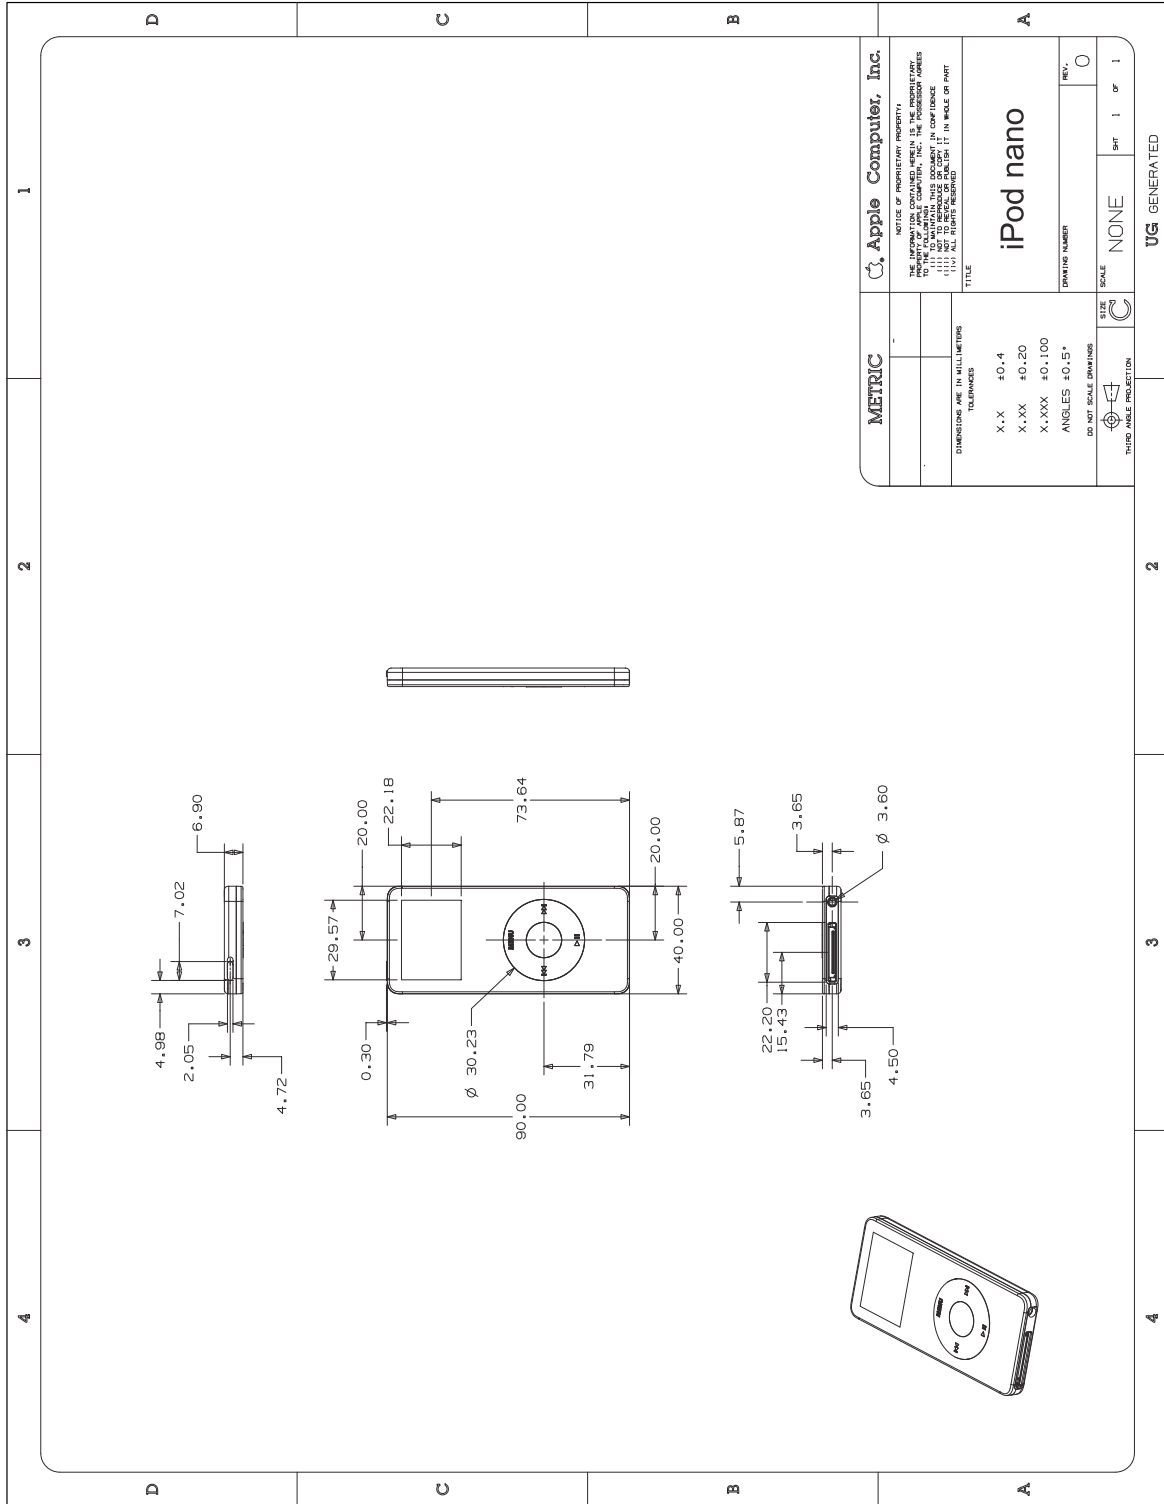 D
C
B
A
1
2
3
4
1
2
3
4
D
C
B
A
4.98
7.02
6.90
2.05
4.72
0.30
29.57
20.00
22.18
Ø 30.23
MENU
73.64
90.00
31.79
20.00
40.00
22.20
15.43
5.87
3.65
Ø 3.60
3.65
4.50
MENU
METRIC
-
.
DIMENSIONS ARE IN MILLIMETERS
TOLERANCES
X.X ±0.4
X.XX ±0.20
X.XXX ±0.100
ANGLES ±0.5°
DO NOT SCALE DRAWINGS
THIRD ANGLE PROJECTION
Apple Computer, Inc.
NOTICE OF PROPRIETARY PROPERTY:
THE INFORMATION CONTAINED HEREIN IS THE PROPRIETARY
PROPERTY OF APPLE COMPUTER, INC. THE POSSESSOR AGREES
TO THE FOLLOWING:
(i) TO MAINTAIN THIS DOCUMENT IN CONFIDENCE
(ii) NOT TO REPRODUCE OR COPY IT
(iii) NOT TO REVEAL OR PUBLISH IT IN WHOLE OR PART
(iv) ALL RIGHTS RESERVED
TITLE
iPod nano
DRAWING NUMBER
REV.
O
SIZE
C
SCALE
NONE
SHT 1 OF 1
UG GENERATED